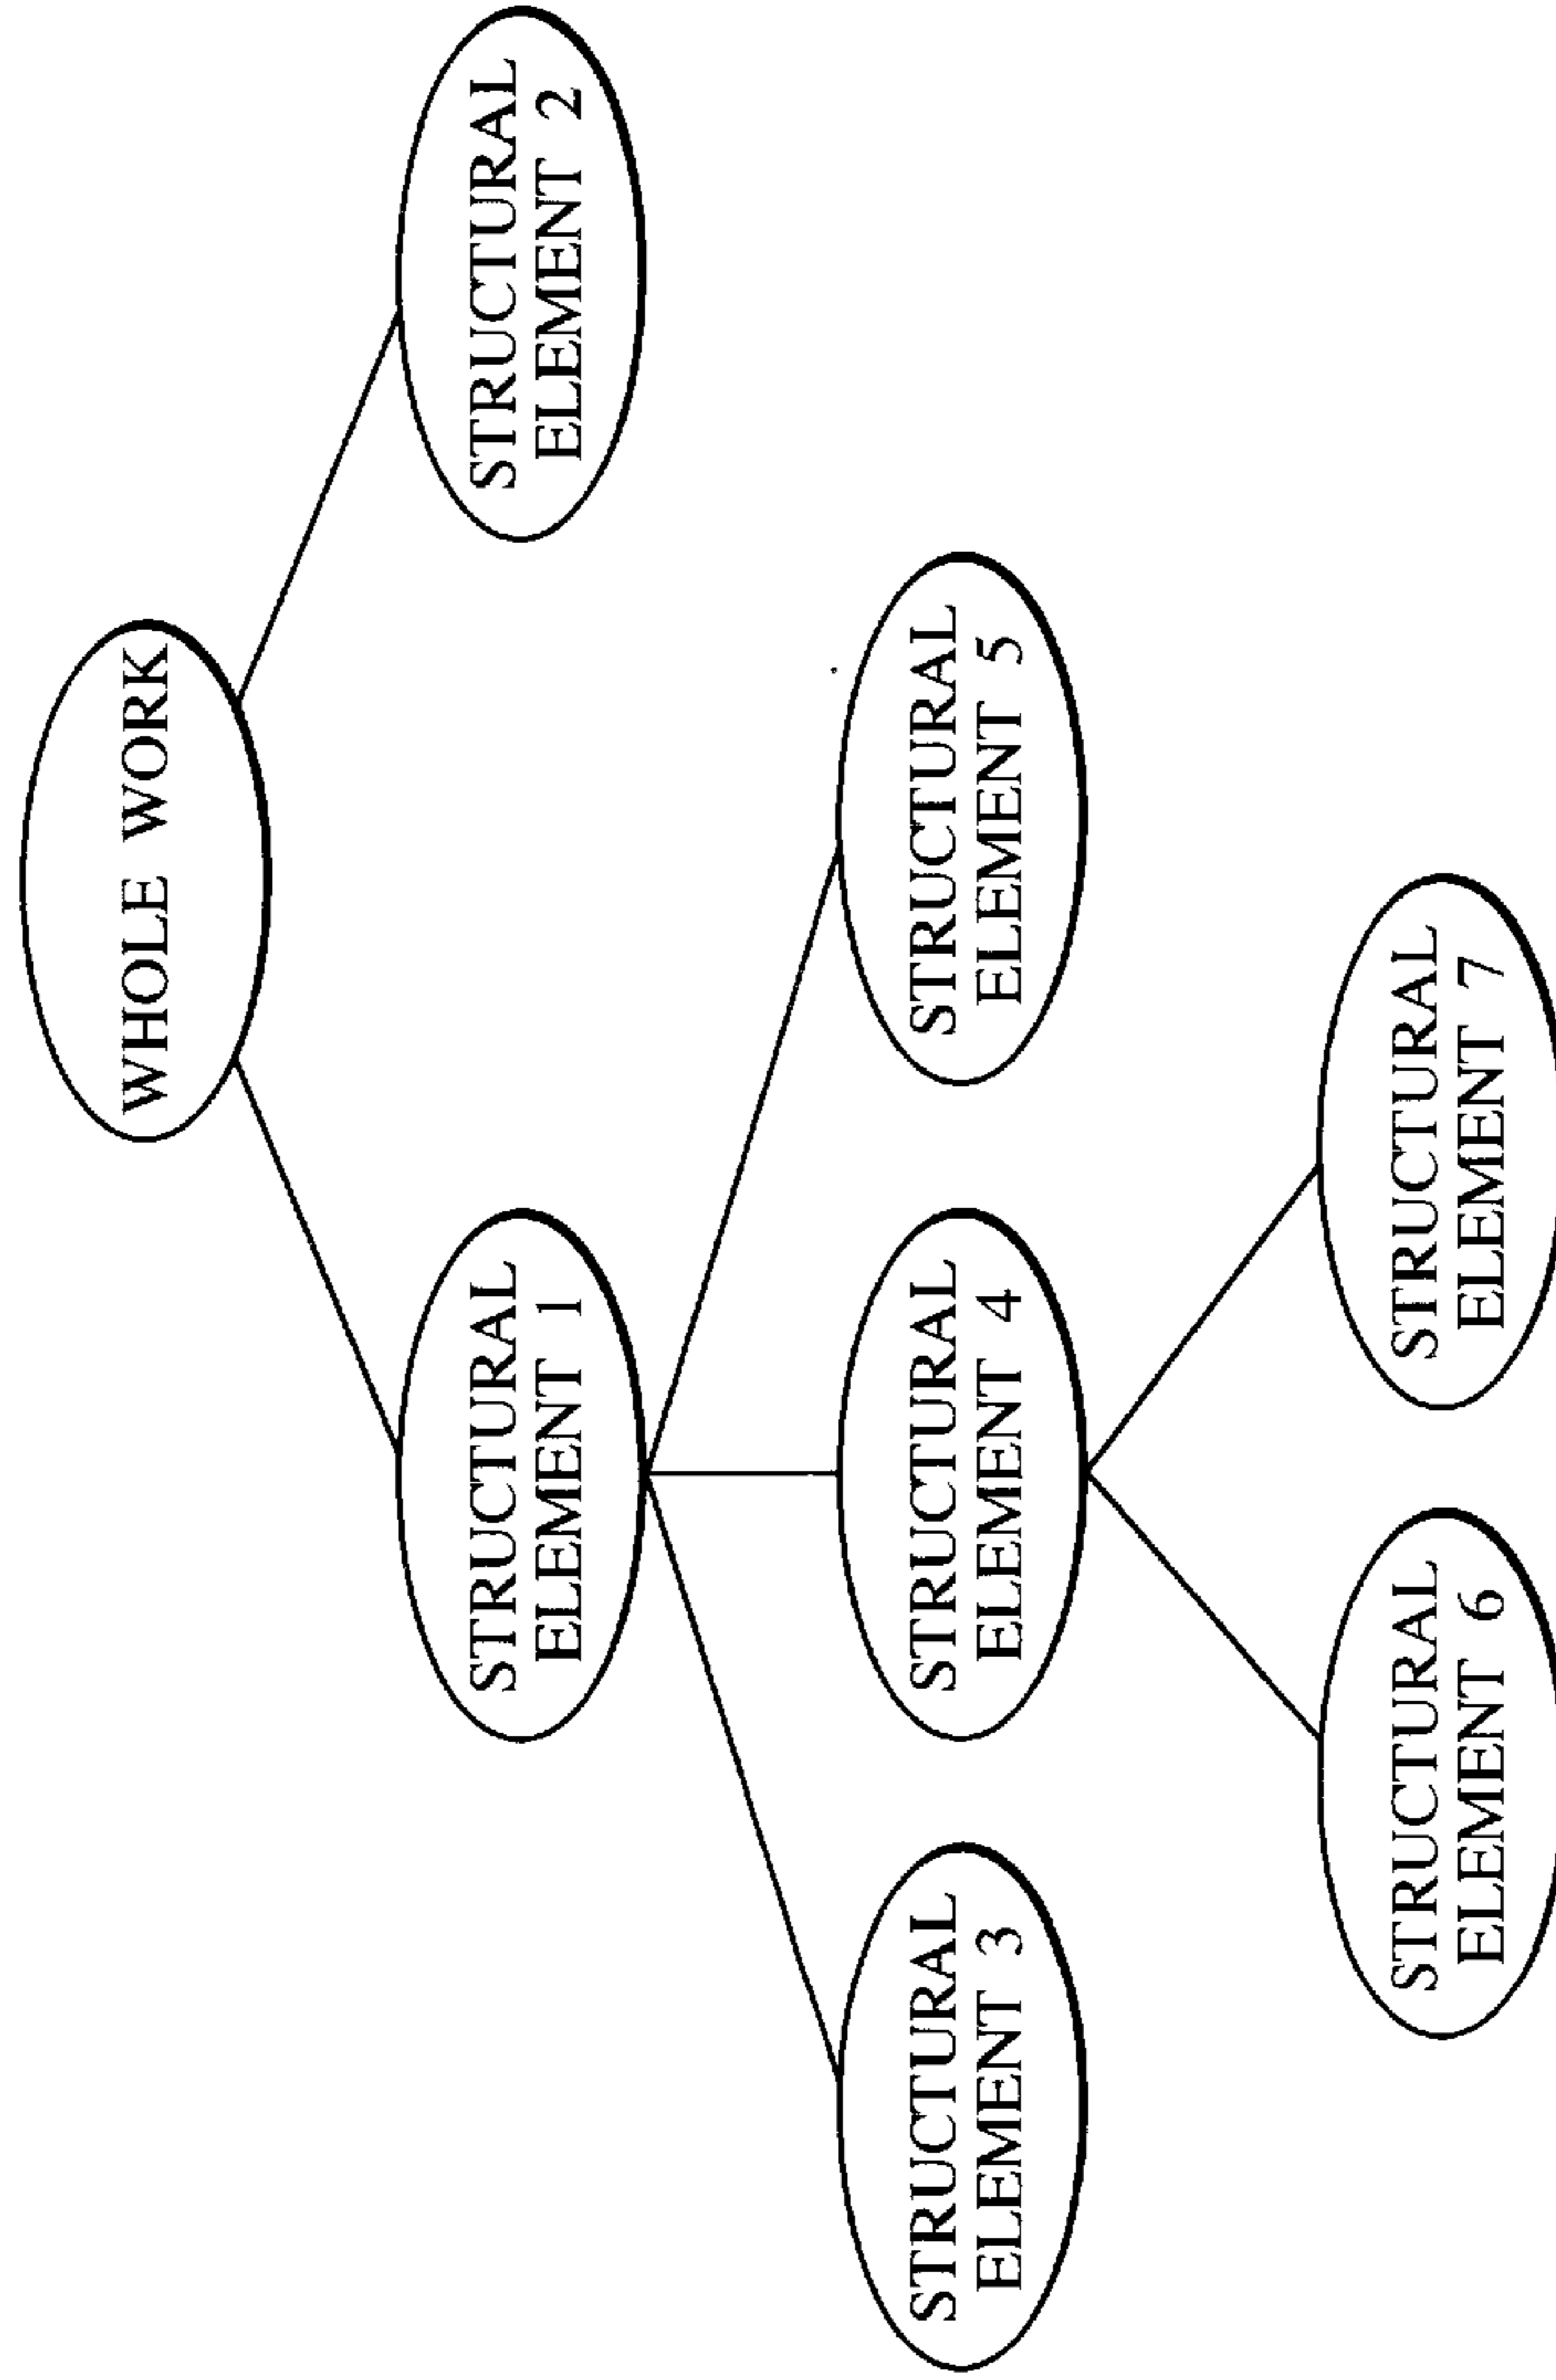 WHOLE WORK
STRUCTURAL
ELEMENT 1
STRUCTURAL
ELEMENT 2
STRUCTURAL
ELEMENT 3
STRUCTURAL
ELEMENT 4
STRUCTURAL
ELEMENT 5
STRUCTURAL
ELEMENT 6
STRUCTURAL
ELEMENT 7